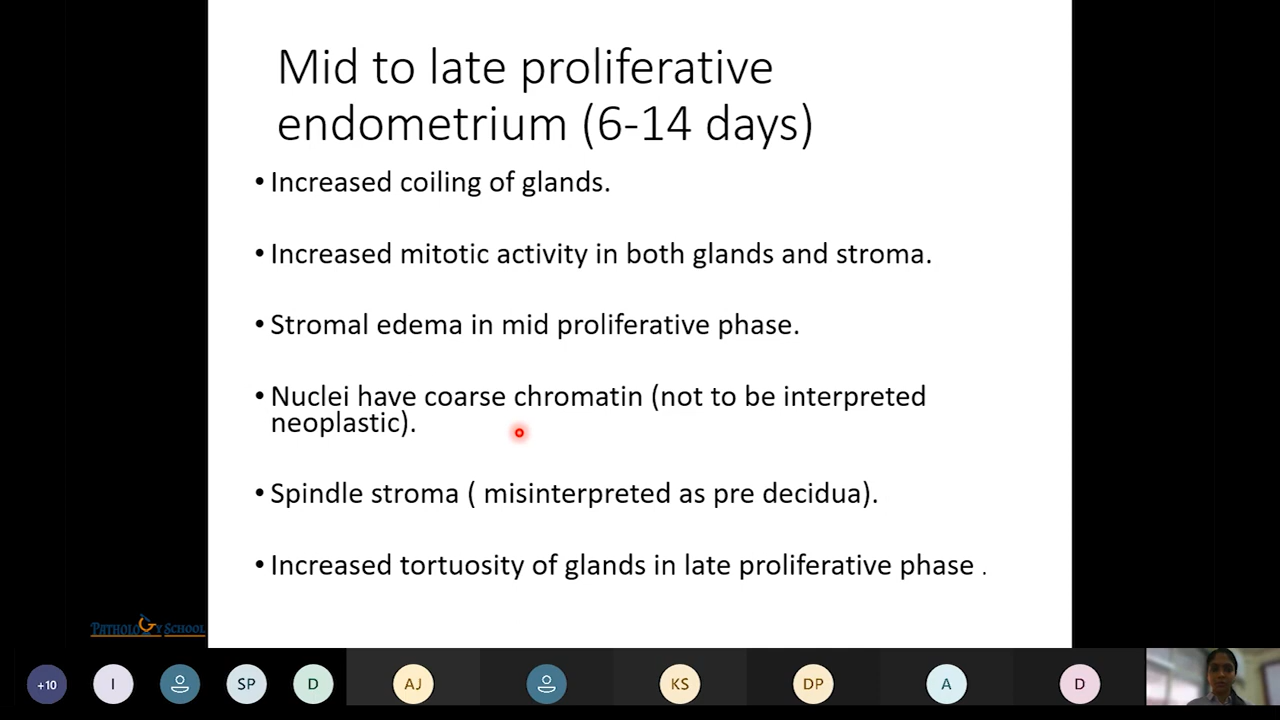 Mid to late proliferative
endometrium (6-14 days)
• Increased coiling of glands.
• Increased mitotic activity in both glands and stroma.
• Stromal edema in mid proliferative phase.
• Nuclei have coarse chromatin (not to be interpreted
neoplastic).
• Spindle stroma ( misinterpreted as pre decidua).
• Increased tortuosity of glands in late proliferative phase .
PATHOLOGY SCHOOL
+10 I SP D AJ KS DP A D